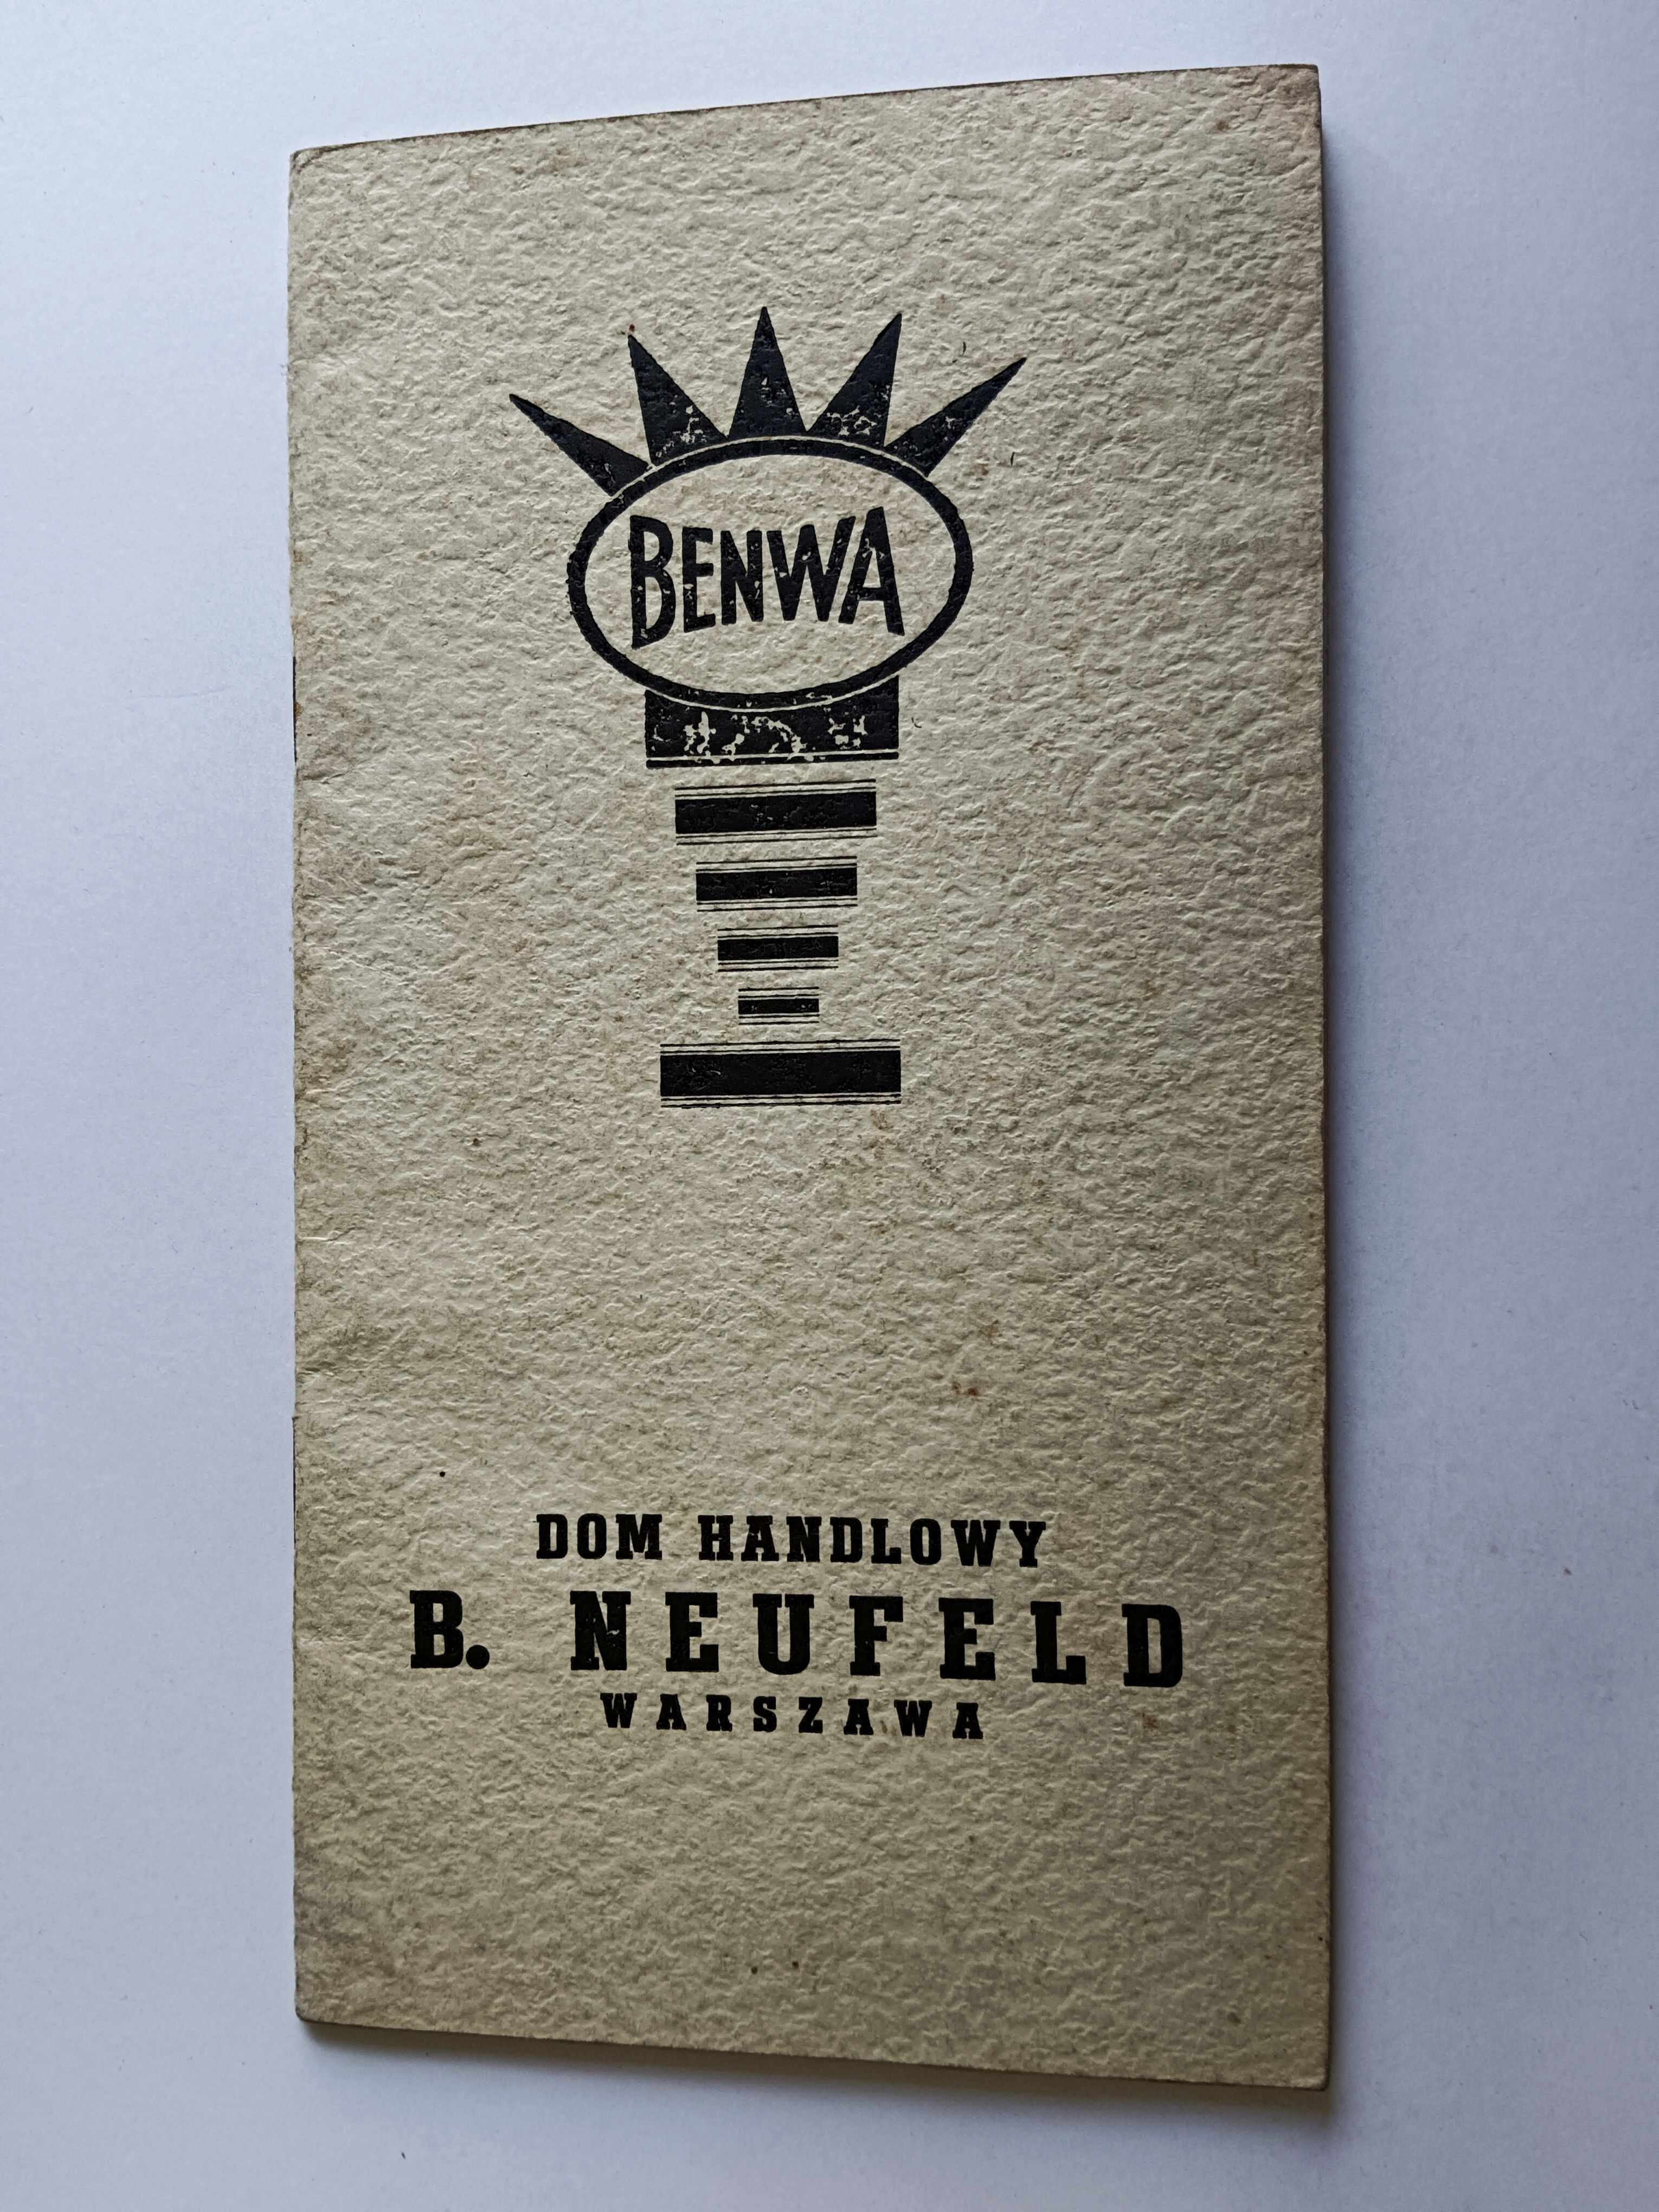 BENWA
DOM HANDLOWY
B. NEUFELD
WARSZAWA